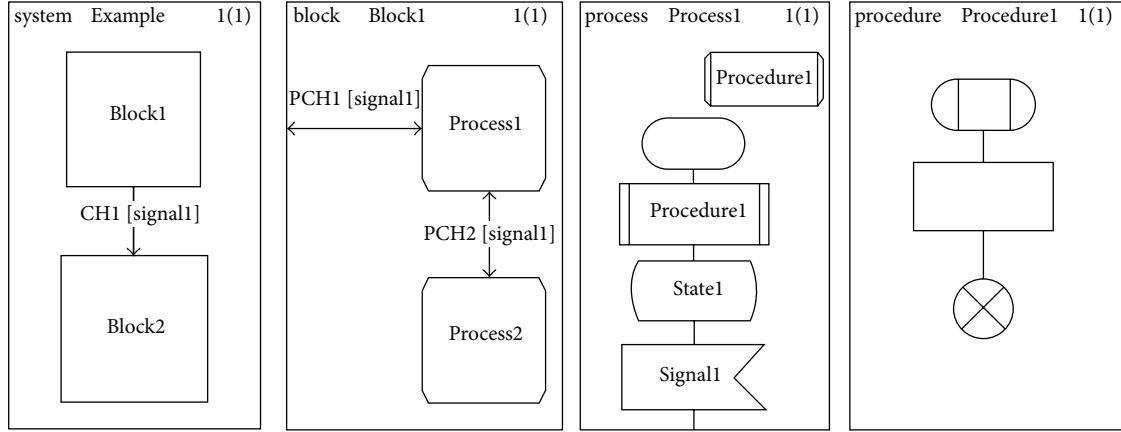 system Example 1(1)
Block1
CH1 [signal1]
Block2
block Block1 1(1)
PCH1 [signal1]
Process1
PCH2 [signal1]
Process2
process Process1 1(1)
Procedure1
Procedure1
State1
Signal1
procedure Procedure1 1(1)